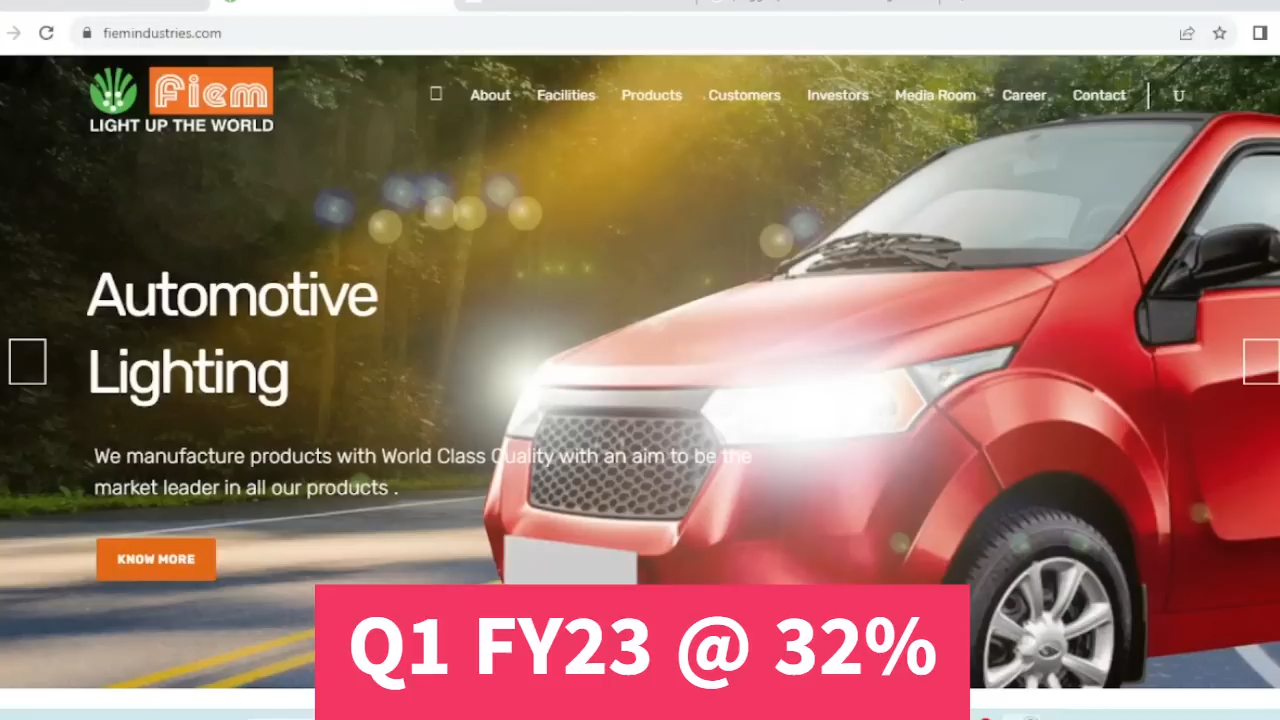 fiemindustries.com
Fiem
LIGHT UP THE WORLD
About Facilities Products Customers Investors Media Room Career Contact
Automotive
Lighting
We manufacture products with World Class Quality with an aim to be the
market leader in all our products .
KNOW MORE
Q1 FY23 @ 32%